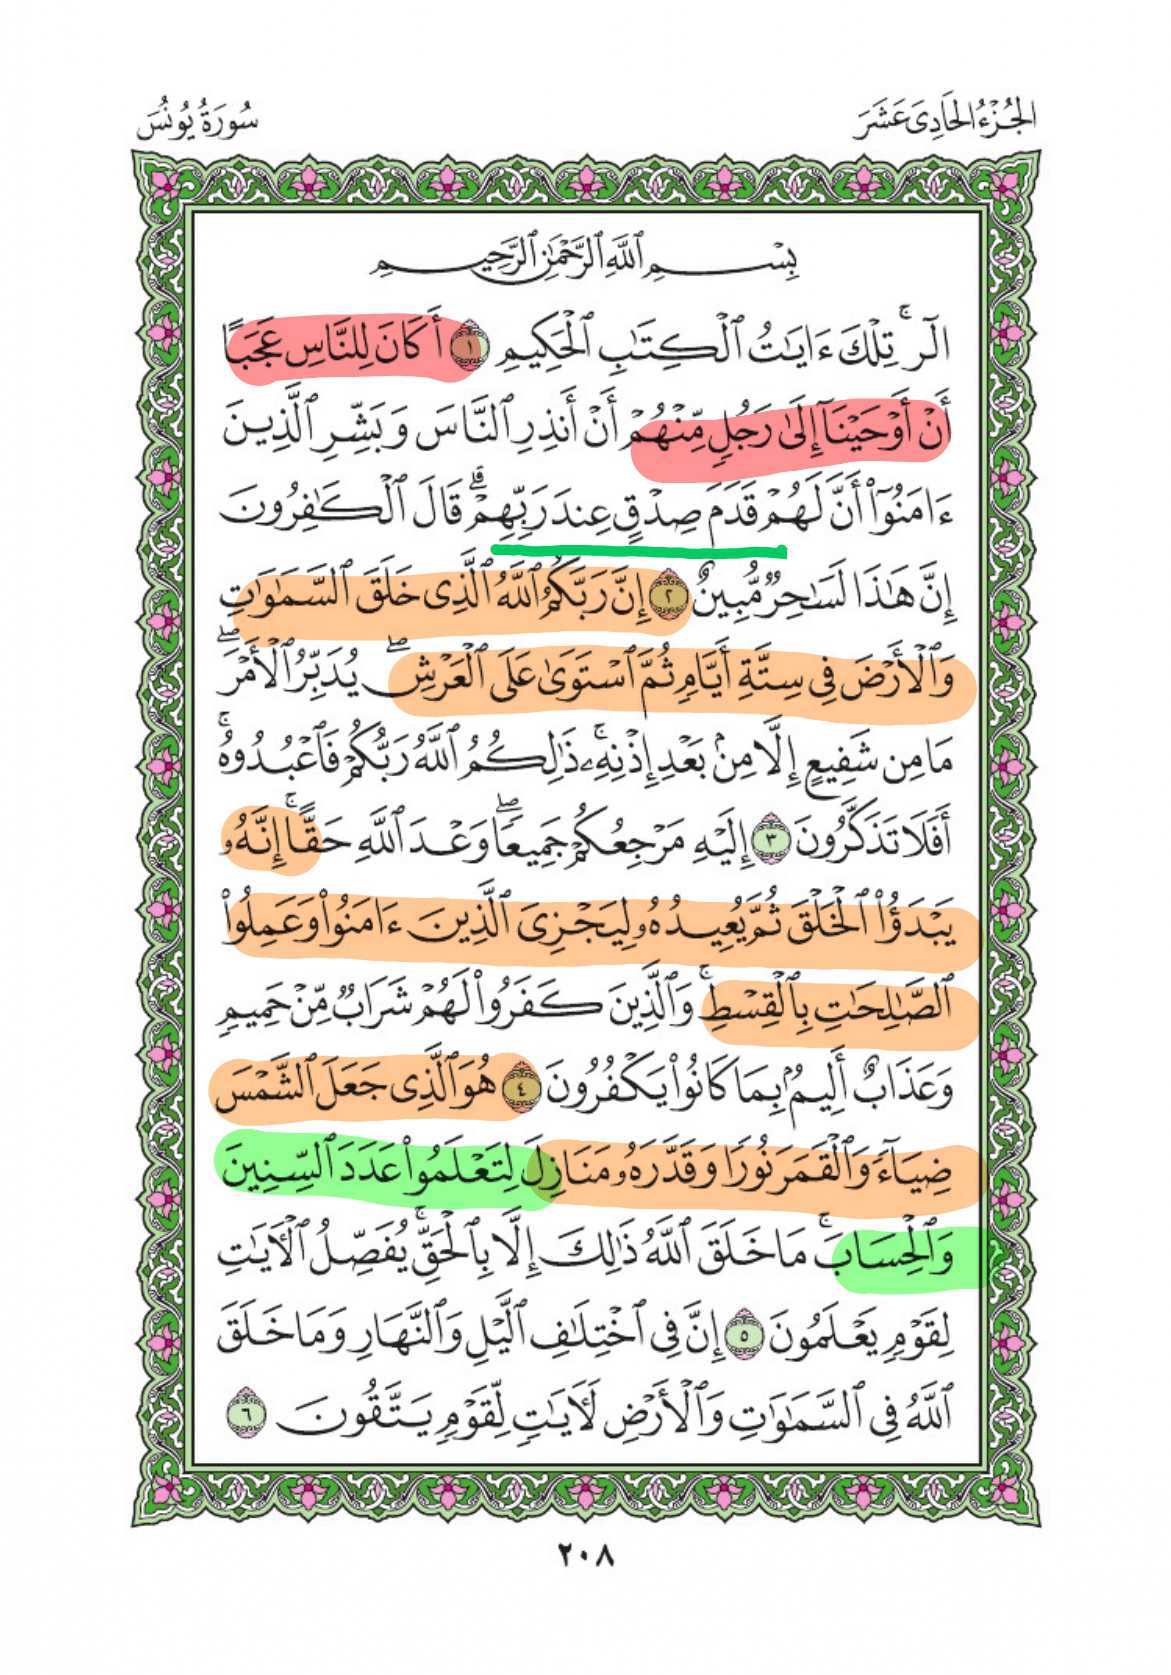 الجُزْءُ الحَادِىَ عَشَرَ
سُورَةُ يُونُسَ
بِسْمِ ٱللَّهِ ٱلرَّحْمَٰنِ ٱلرَّحِيمِ
الٓرۚ تِلْكَ ءَايَٰتُ ٱلْكِتَٰبِ ٱلْحَكِيمِ ١ أَكَانَ لِلنَّاسِ عَجَبًا
أَنْ أَوْحَيْنَآ إِلَىٰ رَجُلٍ مِّنْهُمْ أَنْ أَنذِرِ ٱلنَّاسَ وَبَشِّرِ ٱلَّذِينَ
ءَامَنُوٓا۟ أَنَّ لَهُمْ قَدَمَ صِدْقٍ عِندَ رَبِّهِمْۗ قَالَ ٱلْكَٰفِرُونَ
إِنَّ هَٰذَا لَسَٰحِرٌ مُّبِينٌ ٢ إِنَّ رَبَّكُمُ ٱللَّهُ ٱلَّذِى خَلَقَ ٱلسَّمَٰوَٰتِ
وَٱلْأَرْضَ فِى سِتَّةِ أَيَّامٍ ثُمَّ ٱسْتَوَىٰ عَلَى ٱلْعَرْشِۖ يُدَبِّرُ ٱلْأَمْرَۖ
مَا مِن شَفِيعٍ إِلَّا مِنۢ بَعْدِ إِذْنِهِۦۚ ذَٰلِكُمُ ٱللَّهُ رَبُّكُمْ فَٱعْبُدُوهُۚ
أَفَلَا تَذَكَّرُونَ ٣ إِلَيْهِ مَرْجِعُكُمْ جَمِيعًاۖ وَعْدَ ٱللَّهِ حَقًّاۚ إِنَّهُۥ
يَبْدَؤُا۟ ٱلْخَلْقَ ثُمَّ يُعِيدُهُۥ لِيَجْزِىَ ٱلَّذِينَ ءَامَنُوا۟ وَعَمِلُوا۟
ٱلصَّٰلِحَٰتِ بِٱلْقِسْطِۚ وَٱلَّذِينَ كَفَرُوا۟ لَهُمْ شَرَابٌ مِّنْ حَمِيمٍ
وَعَذَابٌ أَلِيمٌۢ بِمَا كَانُوا۟ يَكْفُرُونَ ٤ هُوَ ٱلَّذِى جَعَلَ ٱلشَّمْسَ
ضِيَآءً وَٱلْقَمَرَ نُورًا وَقَدَّرَهُۥ مَنَازِلَ لِتَعْلَمُوا۟ عَدَدَ ٱلسِّنِينَ
وَٱلْحِسَابَۚ مَا خَلَقَ ٱللَّهُ ذَٰلِكَ إِلَّا بِٱلْحَقِّۚ يُفَصِّلُ ٱلْـَٔايَٰتِ
لِقَوْمٍ يَعْلَمُونَ ٥ إِنَّ فِى ٱخْتِلَٰفِ ٱلَّيْلِ وَٱلنَّهَارِ وَمَا خَلَقَ
ٱللَّهُ فِى ٱلسَّمَٰوَٰتِ وَٱلْأَرْضِ لَـَٔايَٰتٍ لِّقَوْمٍ يَتَّقُونَ ٦
٢٠٨